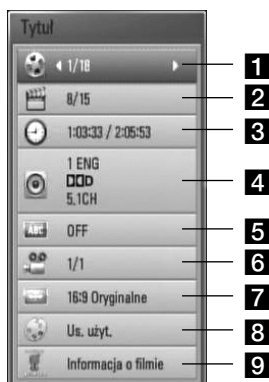 Tytuł
1/18
1
8/15
2
1:03:33 / 2:05:53
3
1 ENG
D
5.1CH
4
ABC
OFF
5
1/1
6
16:9 Oryginalne
7
Us. użyt.
8
Informacja o filmie
9